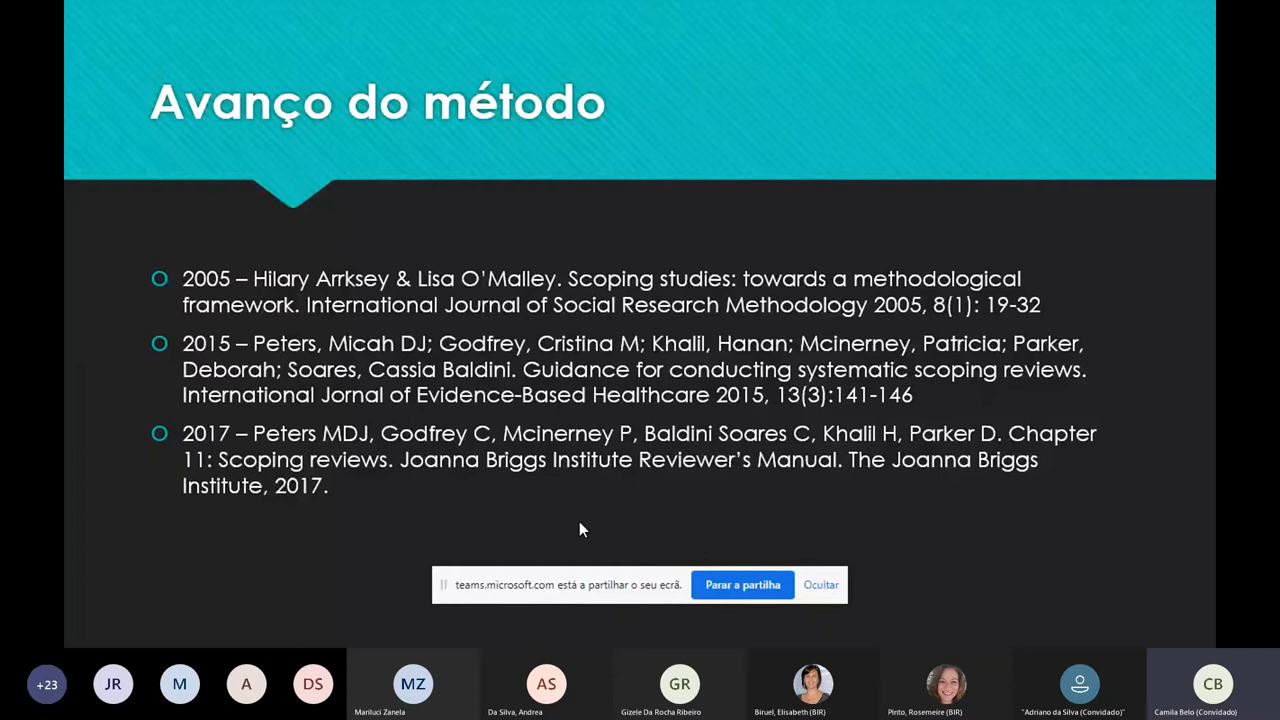 Avanço do método
2005 – Hilary Arrksey & Lisa O’Malley. Scoping studies: towards a methodological
framework. International Journal of Social Research Methodology 2005, 8(1): 19-32
2015 – Peters, Micah DJ; Godfrey, Cristina M; Khalil, Hanan; Mcinerney, Patricia; Parker,
Deborah; Soares, Cassia Baldini. Guidance for conducting systematic scoping reviews.
International Jornal of Evidence-Based Healthcare 2015, 13(3):141-146
2017 – Peters MDJ, Godfrey C, Mcinerney P, Baldini Soares C, Khalil H, Parker D. Chapter
11: Scoping reviews. Joanna Briggs Institute Reviewer’s Manual. The Joanna Briggs
Institute, 2017.
teams.microsoft.com está a partilhar o seu ecrã. Parar a partilha Ocultar
+23 JR M A DS MZ AS GR CB
Mariluci Zanela Da Silva, Andrea Gizele Da Rocha Ribeiro Biruel, Elisabeth (BIR) Pinto, Rosemeire (BIR) "Adriano da Silva (Convidado)" Camila Belo (Convidado)